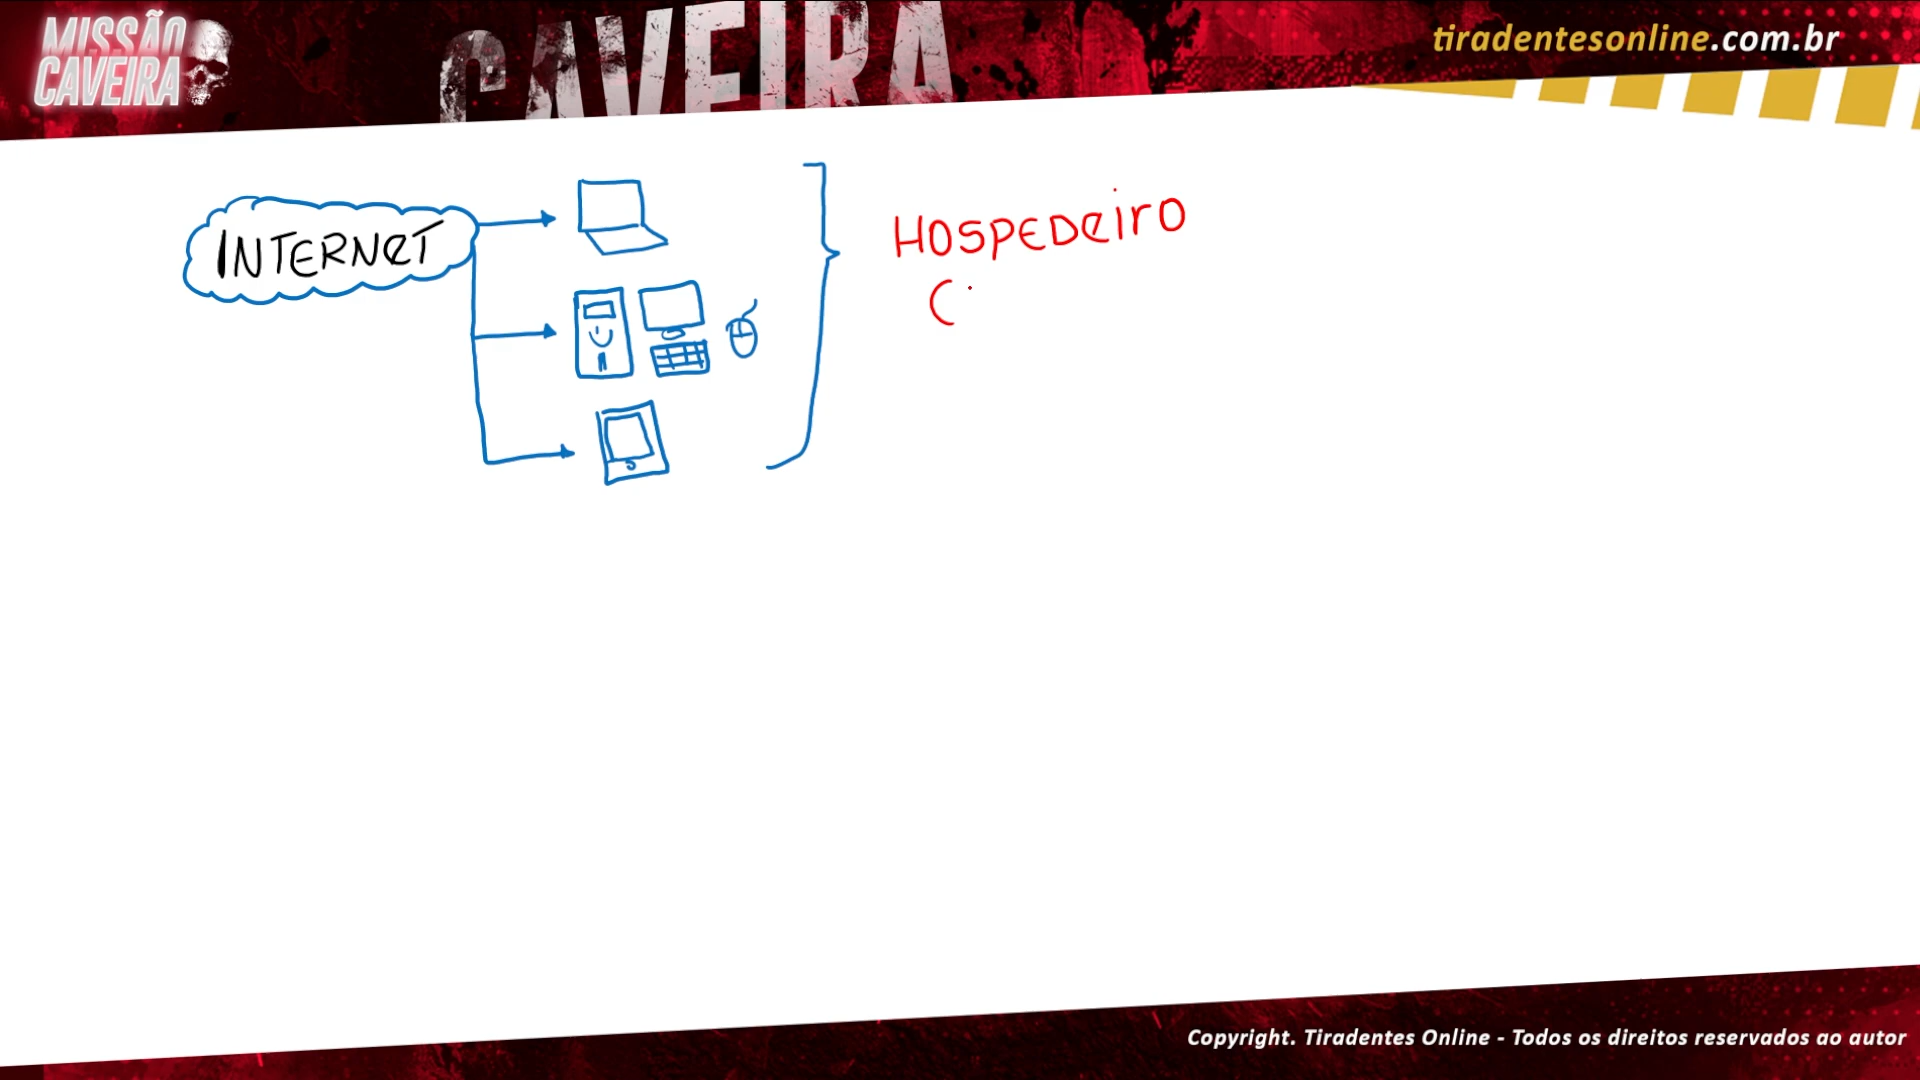 MISSÃO
CAVEIRA
CAVEIRA
tiradentesonline.com.br
INTERNET
HOSPEDEIRO
(
Copyright. Tiradentes Online - Todos os direitos reservados ao autor